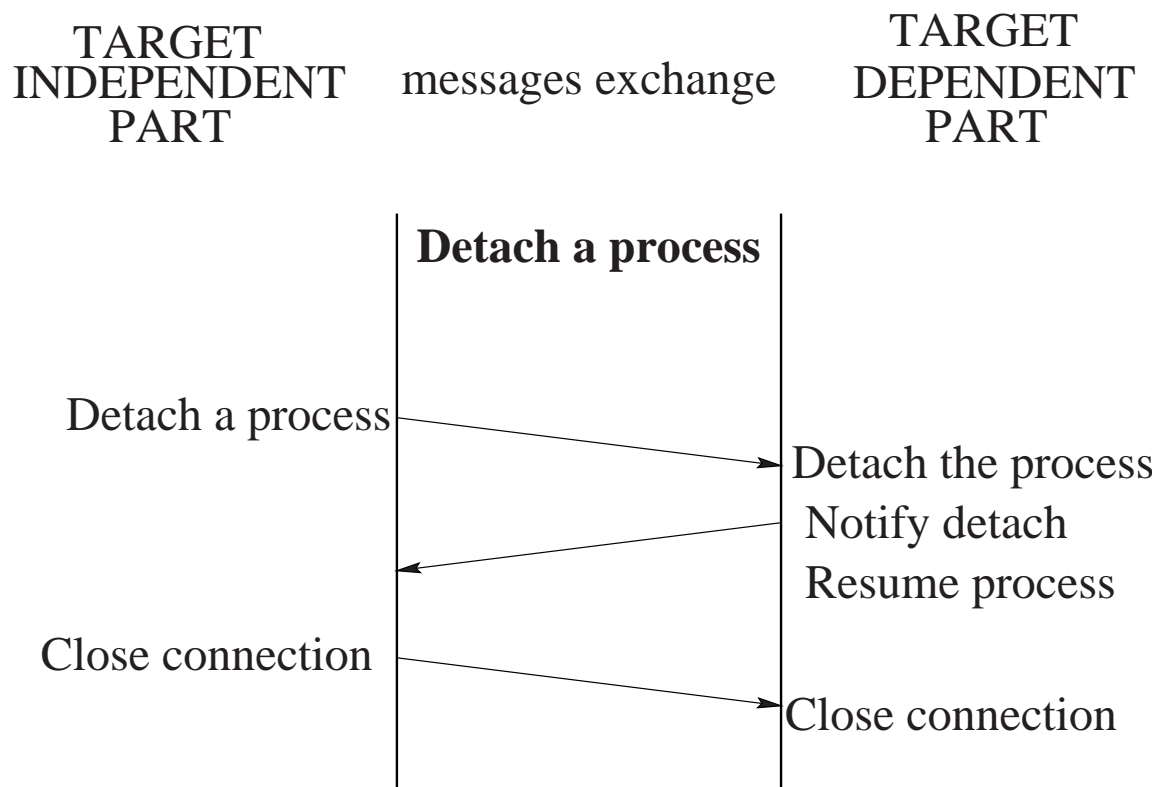 TARGET
INDEPENDENT
PART
messages exchange
TARGET
DEPENDENT
PART
Detach a process
Detach a process
Detach the process
Notify detach
Resume process
Close connection
Close connection